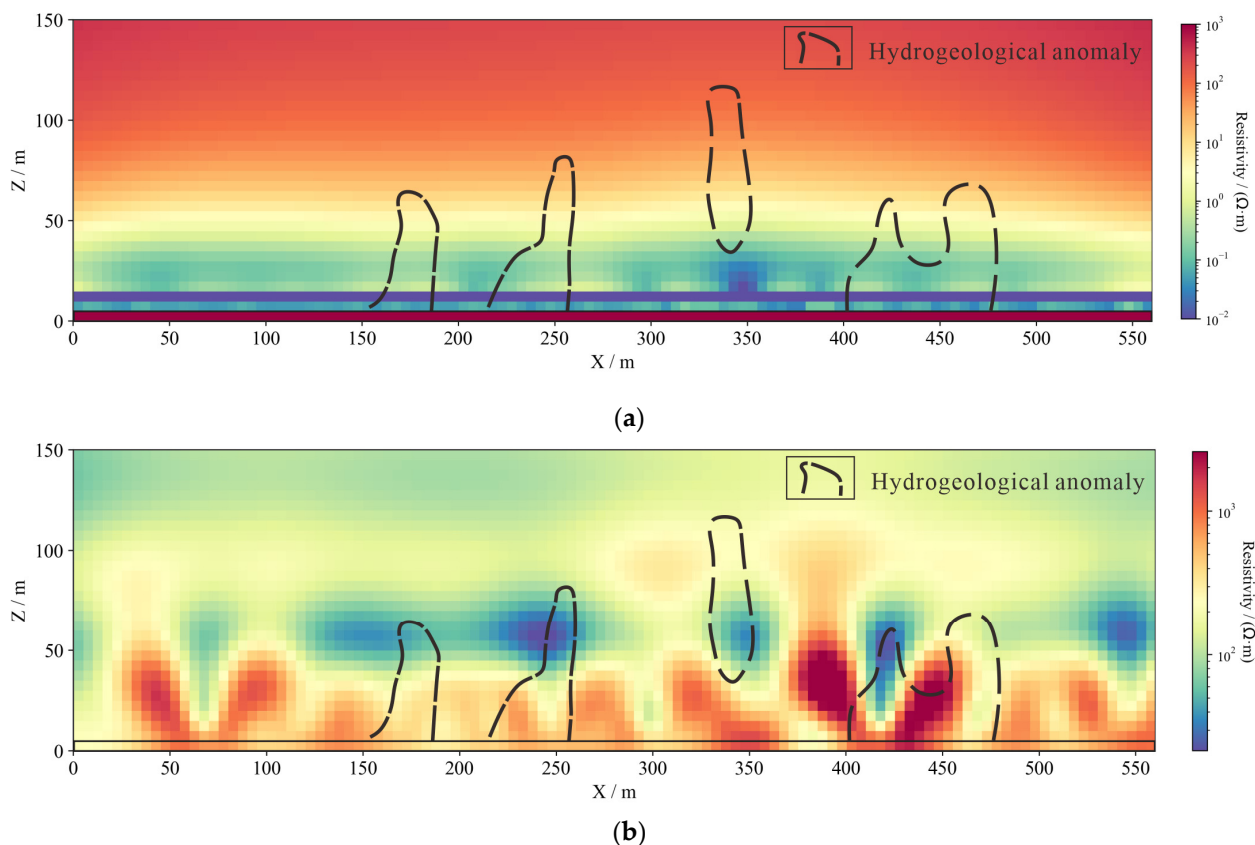 150
100
50
0
Z / m
Hydrogeological anomaly
0 50 100 150 200 250 300 350 400 450 500 550
X / m
10³
10²
10¹
10⁰
10⁻¹
10⁻²
Resistivity / (Ω·m)
(a)
150
100
50
0
Z / m
Hydrogeological anomaly
0 50 100 150 200 250 300 350 400 450 500 550
X / m
10³
10²
Resistivity / (Ω·m)
(b)